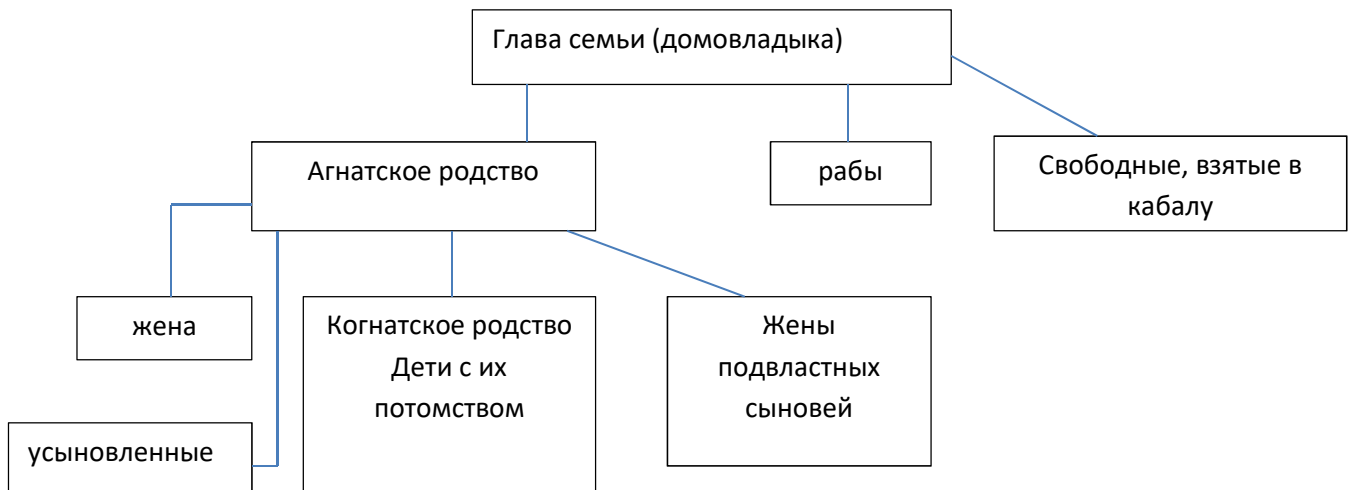 Глава семьи (домовладыка)
Агнатское родство
рабы
Свободные, взятые в
кабалу
жена
Когнатское родство
Дети с их
потомством
Жены
подвластных
сыновей
усыновленные